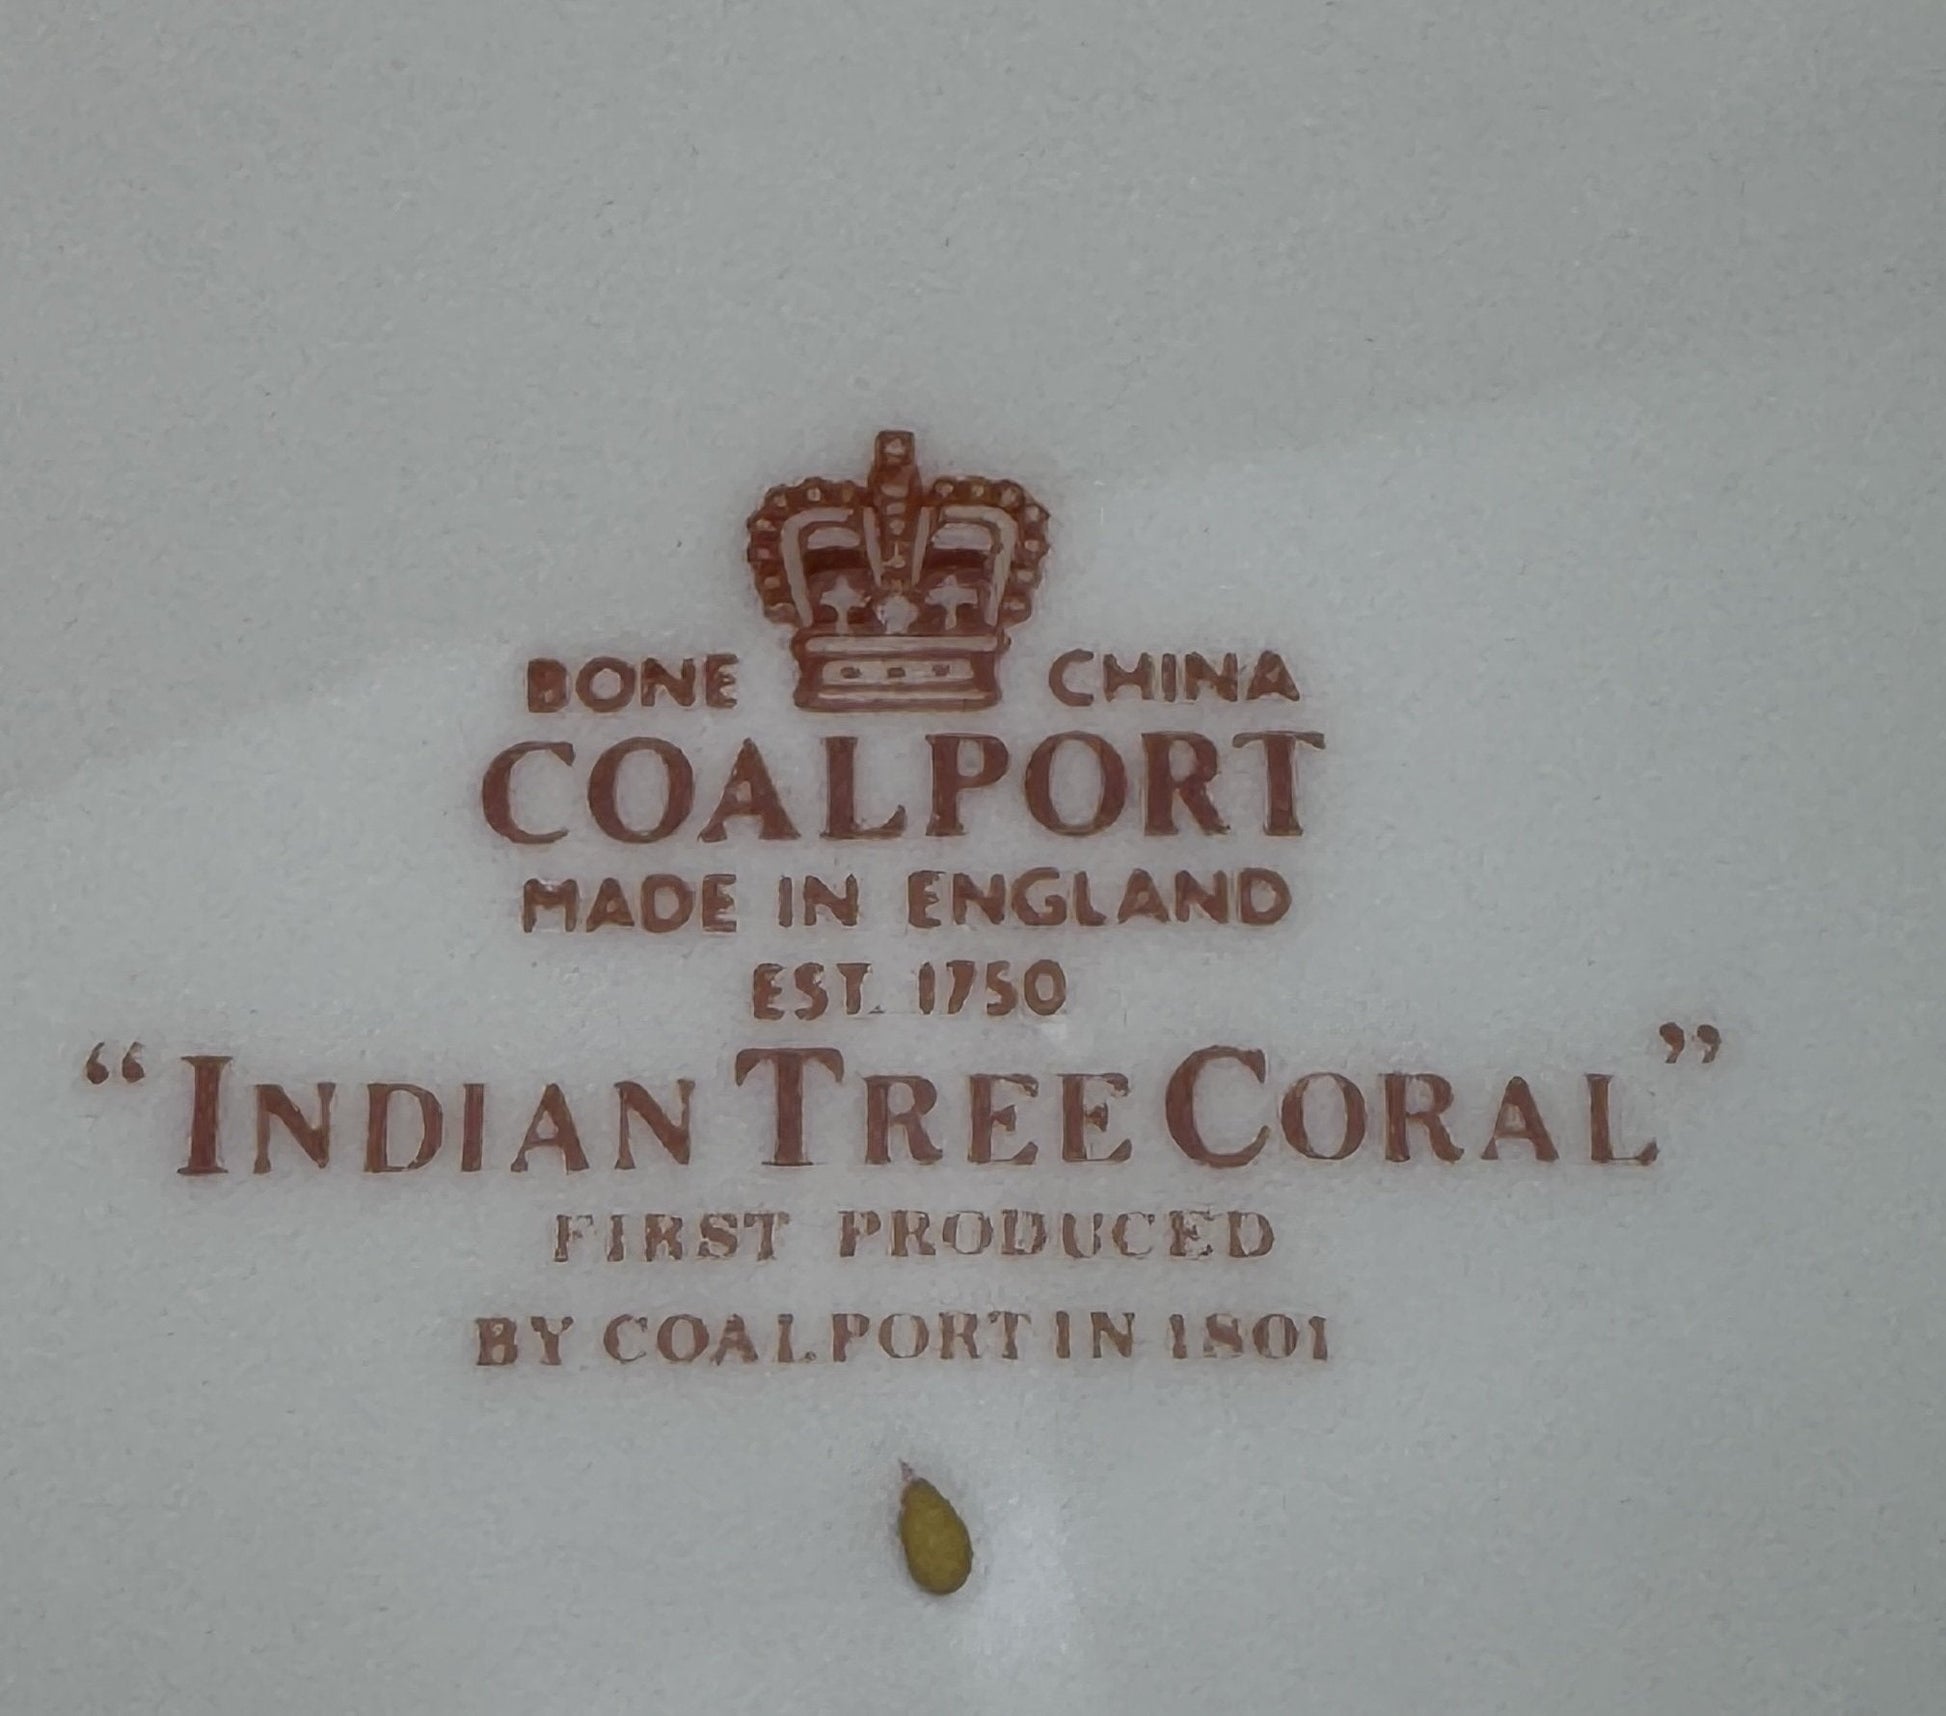 BONE CHINA
COALPORT
MADE IN ENGLAND
EST. 1750
“INDIAN TREE CORAL”
FIRST PRODUCED
BY COALPORT IN 1801